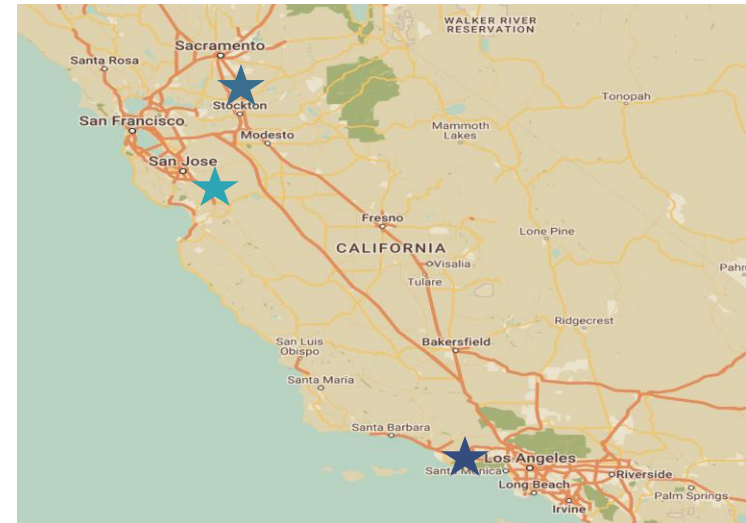 WALKER RIVER
RESERVATION
Sacramento
Santa Rosa
Tonopah
Stockton
San Francisco
Mammoth
Lakes
Modesto
San Jose
Fresno
Lone Pine
CALIFORNIA
Visalia
Pahr
Tulare
Ridgecrest
San Luis
Obispo
Bakersfield
Santa Maria
Santa Barbara
Los Angeles
Santa Monica
Riverside
Long Beach
Palm Springs
Irvine